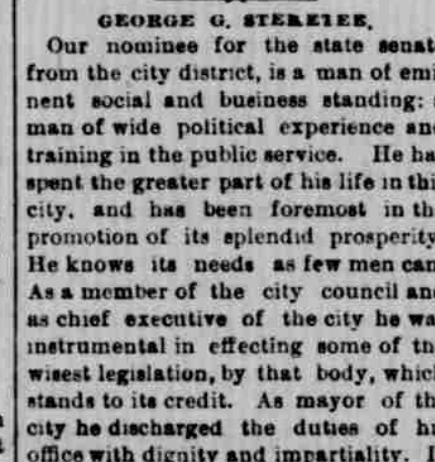 GEORGE G. STEKETEE.
Our nominee for the state senat
from the city district, is a man of emi
nent social and business standing:
man of wide political experience an
training in the public service. He ha
spent the greater part of his life in thi
city, and has been foremost in th
promotion of its splendid prosperity
He knows its needs as few men can
As a member of the city council an
as chief executive of the city he wa
instrumental in effecting some of th
wisest legislation, by that body, whic
stands to its credit. As mayor of th
city he discharged the duties of hi
office with dignity and impartiality. I